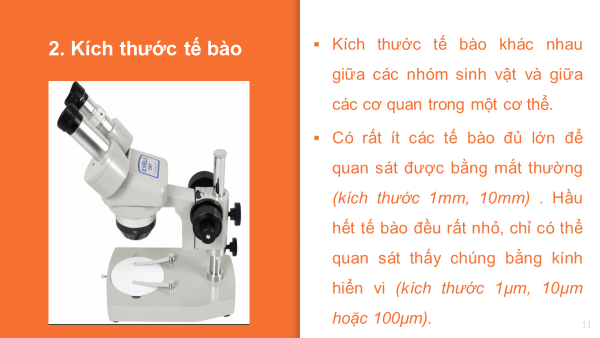 2. Kích thước tế bào
▪ Kích thước tế bào khác nhau
giữa các nhóm sinh vật và giữa
các cơ quan trong một cơ thể.
▪ Có rất ít các tế bào đủ lớn để
quan sát được bằng mắt thường
(kích thước 1mm, 10mm) . Hầu
hết tế bào đều rất nhỏ, chỉ có thể
quan sát thấy chúng bằng kính
hiển vi (kích thước 1µm, 10µm
hoặc 100µm).
11